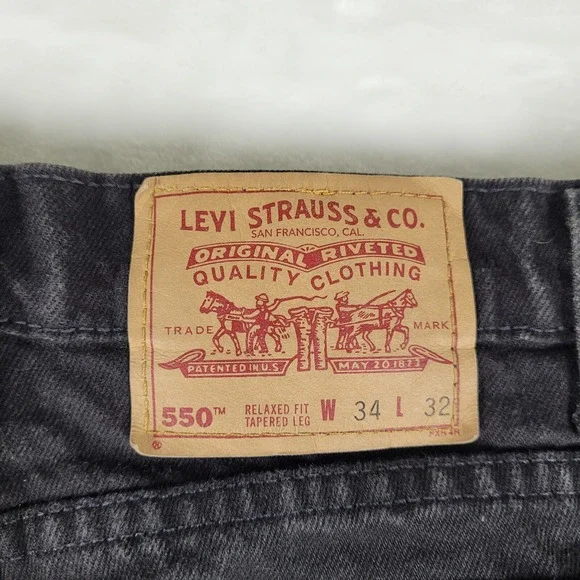 LEVI STRAUSS & CO.
SAN FRANCISCO, CAL.
ORIGINAL RIVETED
QUALITY CLOTHING
TRADE MARK
PATENTED IN U.S. MAY 20 1873
550™ RELAXED FIT TAPERED LEG W 34 L 32
®